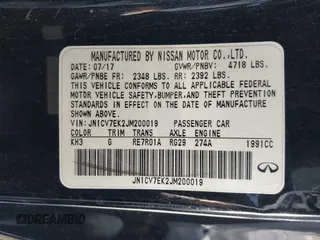 MANUFACTURED BY NISSAN MOTOR CO.,LTD.
DATE: 07/17 GVWR/PNBV: 4718 LBS.
GAWR/PNBE FR: 2348 LBS. RR: 2392 LBS.
THIS VEHICLE CONFORMS TO ALL APPLICABLE FEDERAL
MOTOR VEHICLE SAFETY,BUMPER,AND THEFT PREVENTION
STANDARDS IN EFFECT ON THE DATE OF MANUFACTURE
SHOWN ABOVE.
VIN: JN1CV7EK2JM200019 PASSENGER CAR
COLOR TRIM TRANS AXLE ENGINE
KH3 G RE7R01A RG29 274A 1991CC
JN1CV7EK2JM200019
INFINITI
© 2025 BIDINFAX